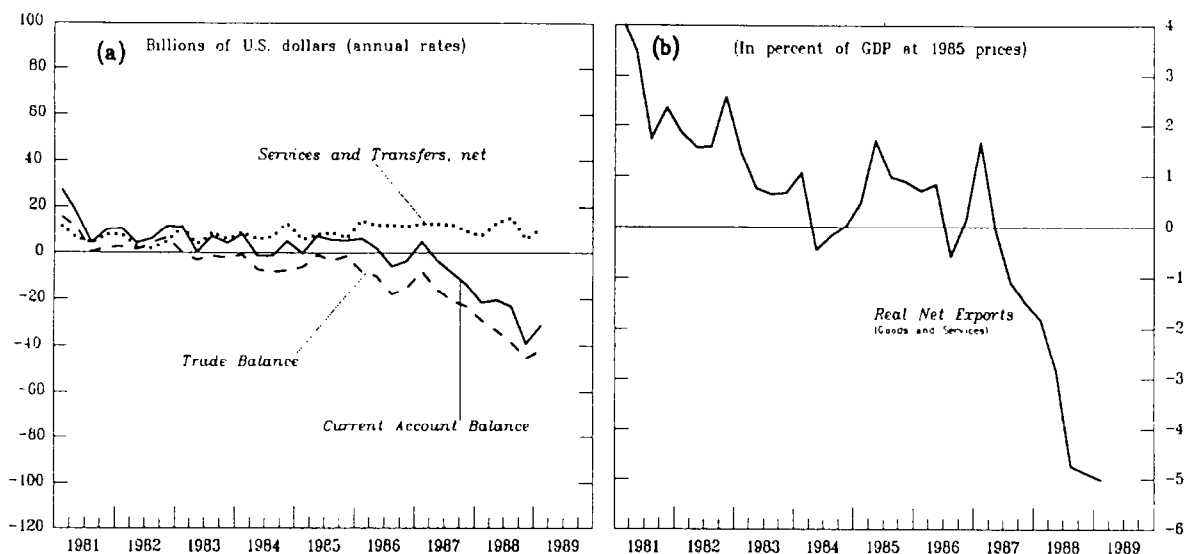 (a) Billions of U.S. dollars (annual rates)
100
80
60
40
20
0
-20
-40
-60
-80
-100
-120
Services and Transfers, net
Trude Balance
Current Account Balance
1981 1982 1983 1984 1985 1986 1987 1988 1989
(b) (In percent of GDP at 1985 prices)
4
3
2
1
0
-1
-2
-3
-4
-5
-6
Real Net Exports
(Goods and Services)
1981 1982 1983 1984 1985 1986 1987 1988 1989